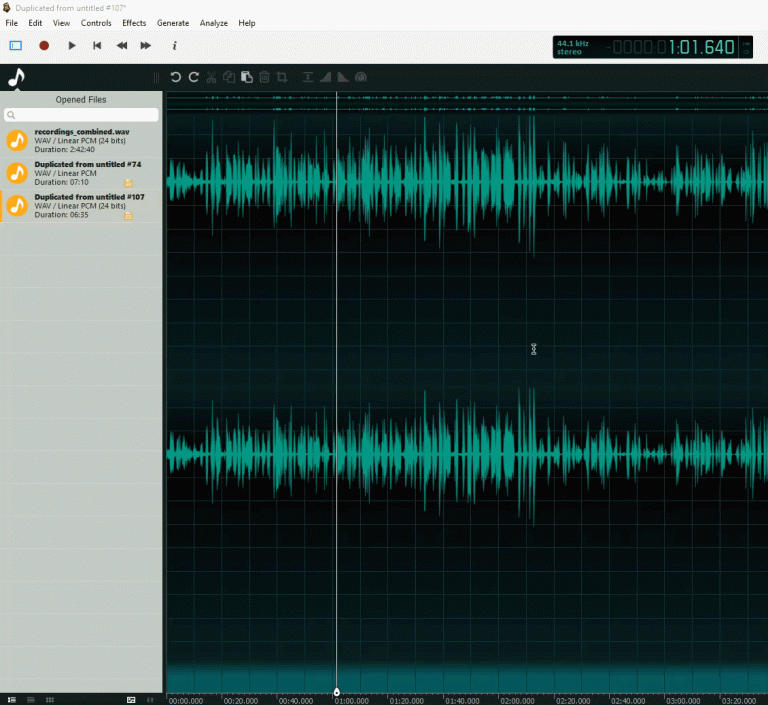 Duplicated from untitled #107*
File Edit View Controls Effects Generate Analyze Help
44.1 kHz
stereo
1:01.640
Opened Files
recordings_combined.wav
WAV / Linear PCM (24 bits)
Duration: 2:42:40
Duplicated from untitled #74
WAV / Linear PCM
Duration: 07:10
Duplicated from untitled #107
WAV / Linear PCM (24 bits)
Duration: 06:35
00:00.000 00:20.000 00:40.000 01:00.000 01:20.000 01:40.000 02:00.000 02:20.000 02:40.000 03:00.000 03:20.000